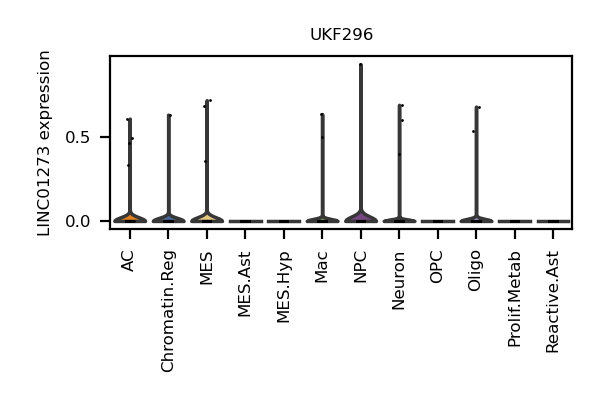 UKF296
LINC01273 expression
0.5
0.0
AC
Chromatin.Reg
MES
MES.Ast
MES.Hyp
Mac
NPC
Neuron
OPC
Oligo
Prolif.Metab
Reactive.Ast